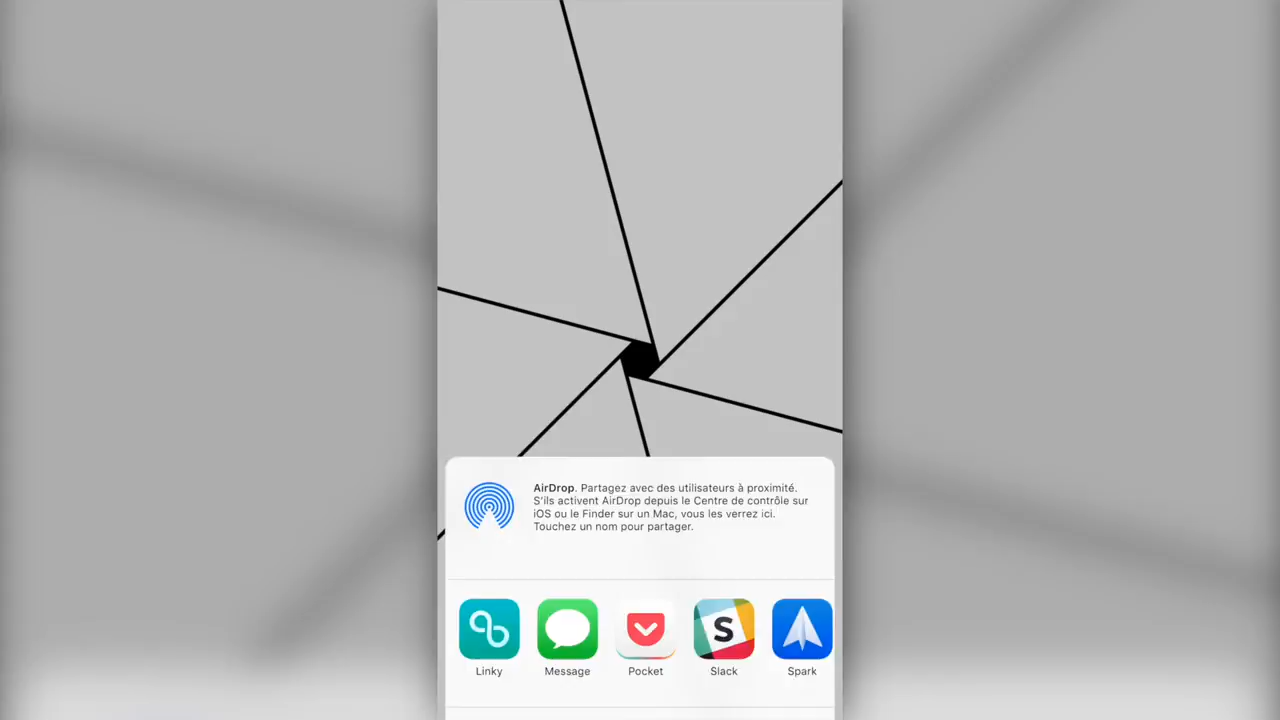 AirDrop. Partagez avec des utilisateurs à proximité.
S'ils activent AirDrop depuis le Centre de contrôle sur
iOS ou le Finder sur un Mac, vous les verrez ici.
Touchez un nom pour partager.
S
Linky Message Pocket Slack Spark